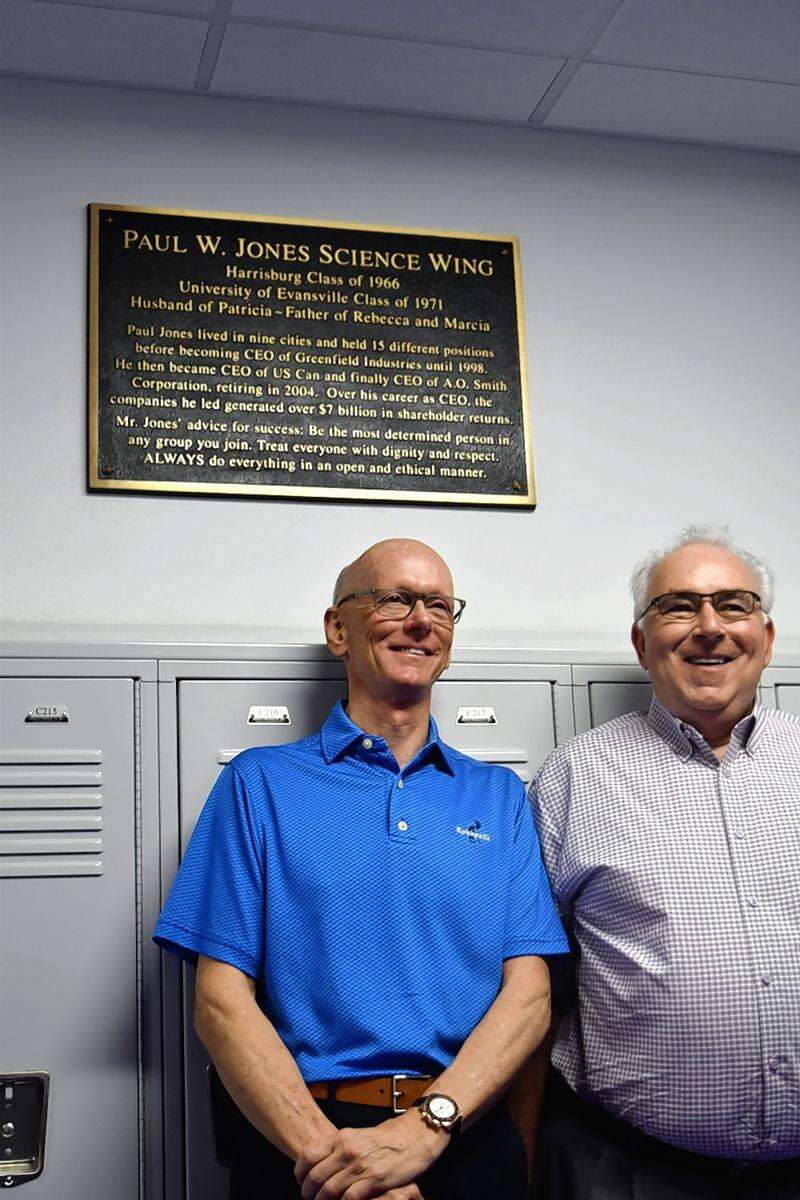 PAUL W. JONES SCIENCE WING
Harrisburg Class of 1966
University of Evansville Class of 1971
Husband of Patricia ~ Father of Rebecca and Marcia
Paul Jones lived in nine cities and held 15 different positions
before becoming CEO of Greenfield Industries until 1998.
He then became CEO of US Can and finally CEO of A.O. Smith
Corporation, retiring in 2004. Over his career as CEO, the
companies he led generated over $7 billion in shareholder returns.
Mr. Jones' advice for success: Be the most determined person in
any group you join. Treat everyone with dignity and respect.
ALWAYS do everything in an open and ethical manner.
C215
C216
C217